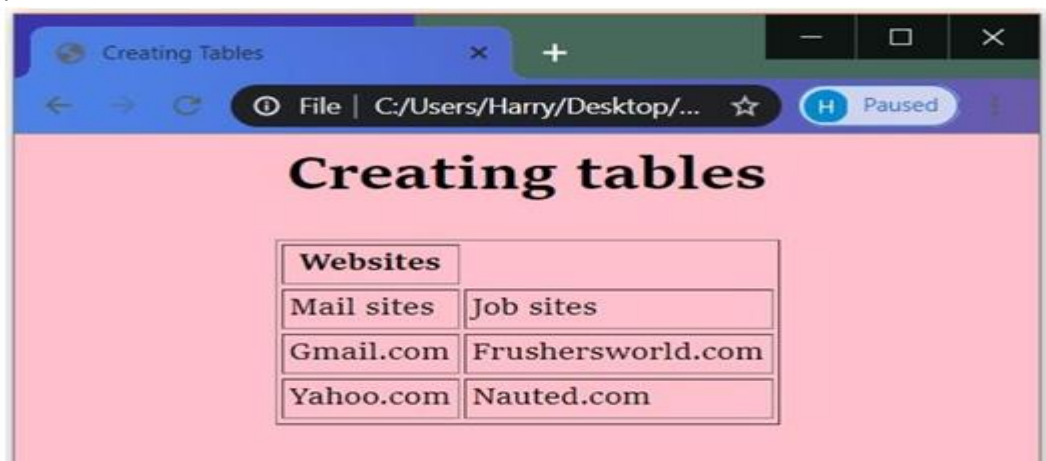 Creating Tables
File | C:/Users/Harry/Desktop/...
H Paused
Creating tables
Websites
Mail sites Job sites
Gmail.com Frushersworld.com
Yahoo.com Nauted.com